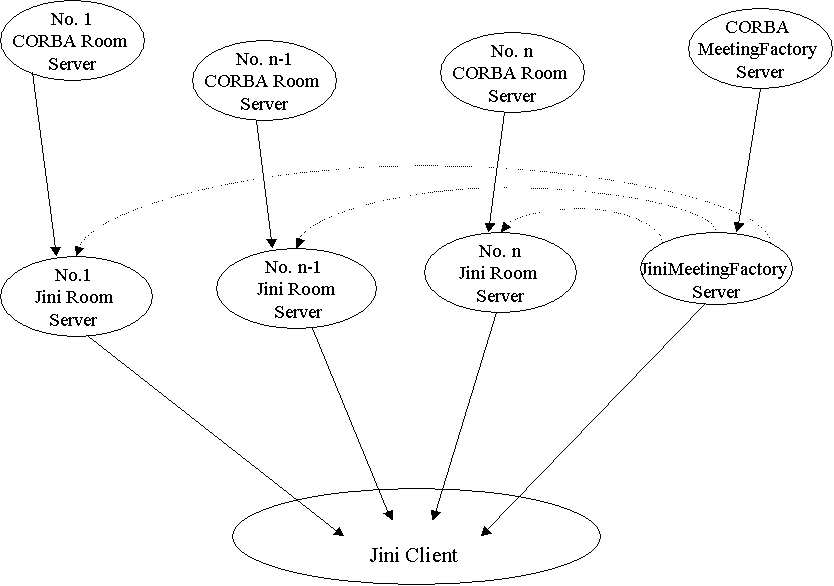 No. 1
CORBA Room
Server
No. n-1
CORBA Room
Server
No. n
CORBA Room
Server
CORBA
MeetingFactory
Server
No.1
Jini Room
Server
No. n-1
Jini Room
Server
No. n
Jini Room
Server
JiniMeetingFactory
Server
Jini Client